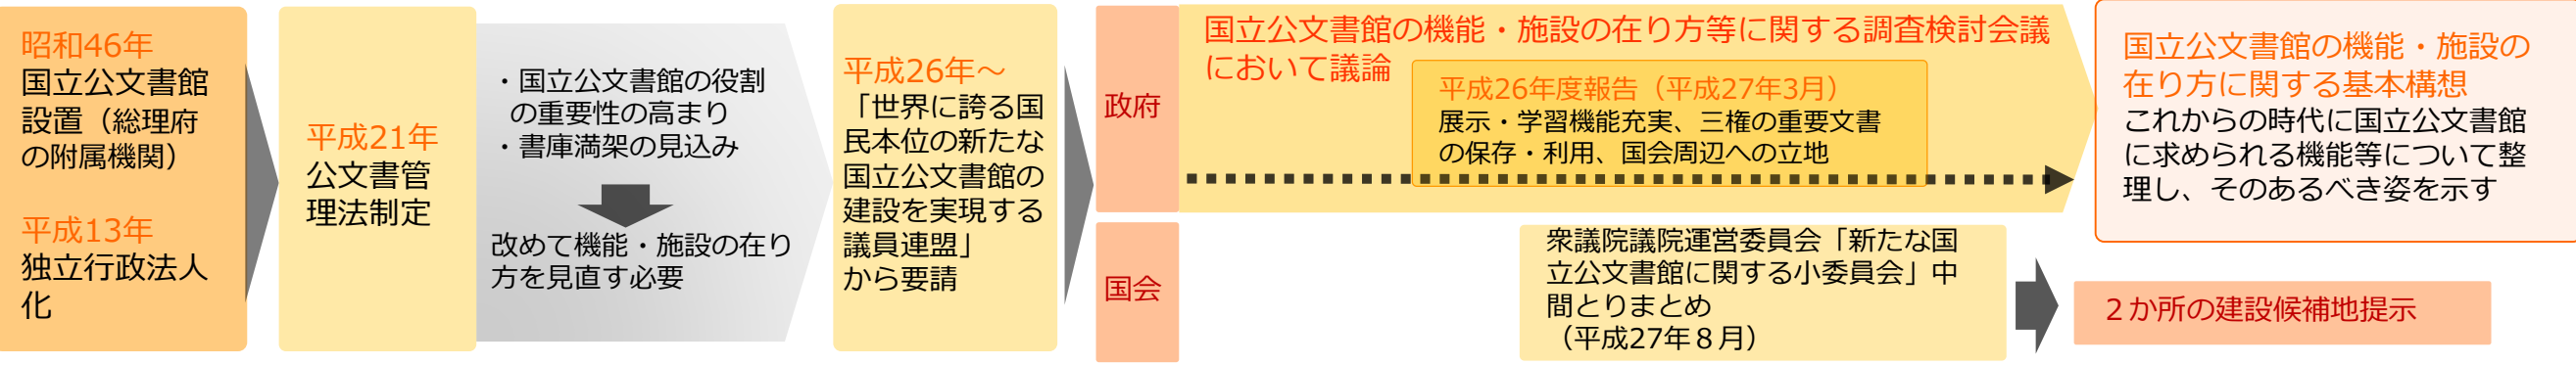 昭和46年
国立公文書館
設置（総理府
の附属機関）
平成13年
独立行政法人
化
平成21年
公文書管
理法制定
・国立公文書館の役割
の重要性の高まり
・書庫満架の見込み
改めて機能・施設の在り
方を見直す必要
平成26年～
「世界に誇る国
民本位の新たな
国立公文書館の
建設を実現する
議員連盟」
から要請
政府
国立公文書館の機能・施設の在り方等に関する調査検討会議
において議論
平成26年度報告（平成27年3月）
展示・学習機能充実、三権の重要文書
の保存・利用、国会周辺への立地
国会
衆議院議院運営委員会「新たな国
立公文書館に関する小委員会」中
間とりまとめ
（平成27年８月）
国立公文書館の機能・施設の
在り方に関する基本構想
これからの時代に国立公文書館
に求められる機能等について整
理し、そのあるべき姿を示す
２か所の建設候補地提示